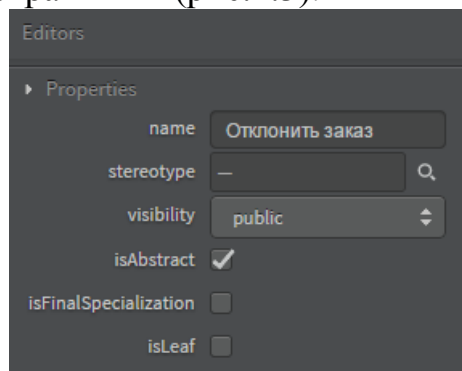 Editors
Properties
name Отклонить заказ
stereotype —
visibility public
isAbstract
isFinalSpecialization
isLeaf